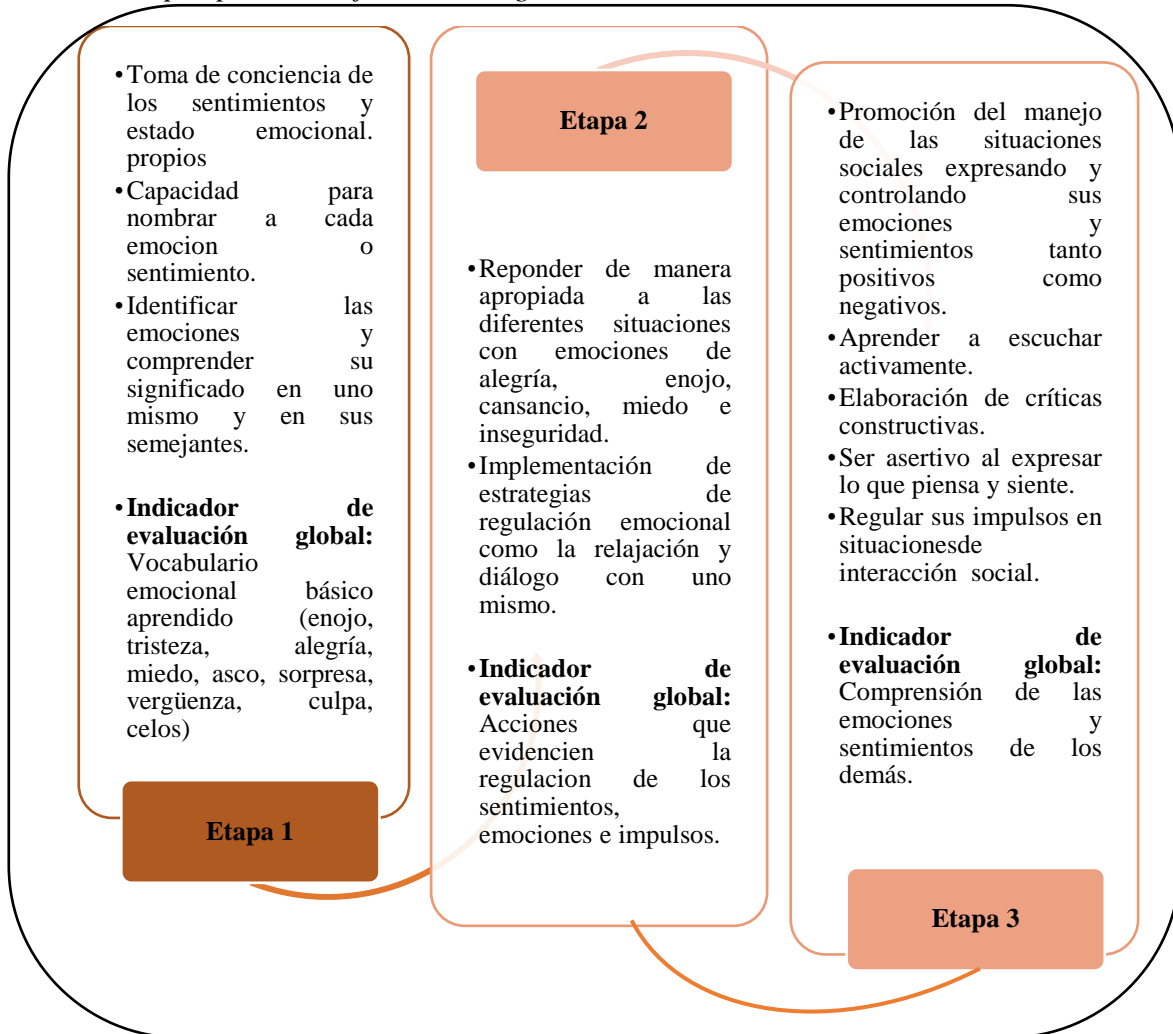 •Toma de conciencia de
los sentimientos y
estado emocional.
propios
•Capacidad para
nombrar a cada
emocion o
sentimiento.
•Identificar las
emociones y
comprender su
significado en uno
mismo y en sus
semejantes.
•Indicador de
evaluación global:
Vocabulario
emocional básico
aprendido (enojo,
tristeza, alegría,
miedo, asco, sorpresa,
vergüenza, culpa,
celos)
Etapa 1
Etapa 2
•Reponder de manera
apropiada a las
diferentes situaciones
con emociones de
alegría, enojo,
cansancio, miedo e
inseguridad.
•Implementación de
estrategias de
regulación emocional
como la relajación y
diálogo con uno
mismo.
•Indicador de
evaluación global:
Acciones que
evidencien la
regulacion de los
sentimientos,
emociones e impulsos.
•Promoción del manejo
de las situaciones
sociales expresando y
controlando sus
emociones y
sentimientos tanto
positivos como
negativos.
•Aprender a escuchar
activamente.
•Elaboración de críticas
constructivas.
•Ser asertivo al expresar
lo que piensa y siente.
•Regular sus impulsos en
situacionesde
interacción social.
•Indicador de
evaluación global:
Comprensión de las
emociones y
sentimientos de los
demás.
Etapa 3